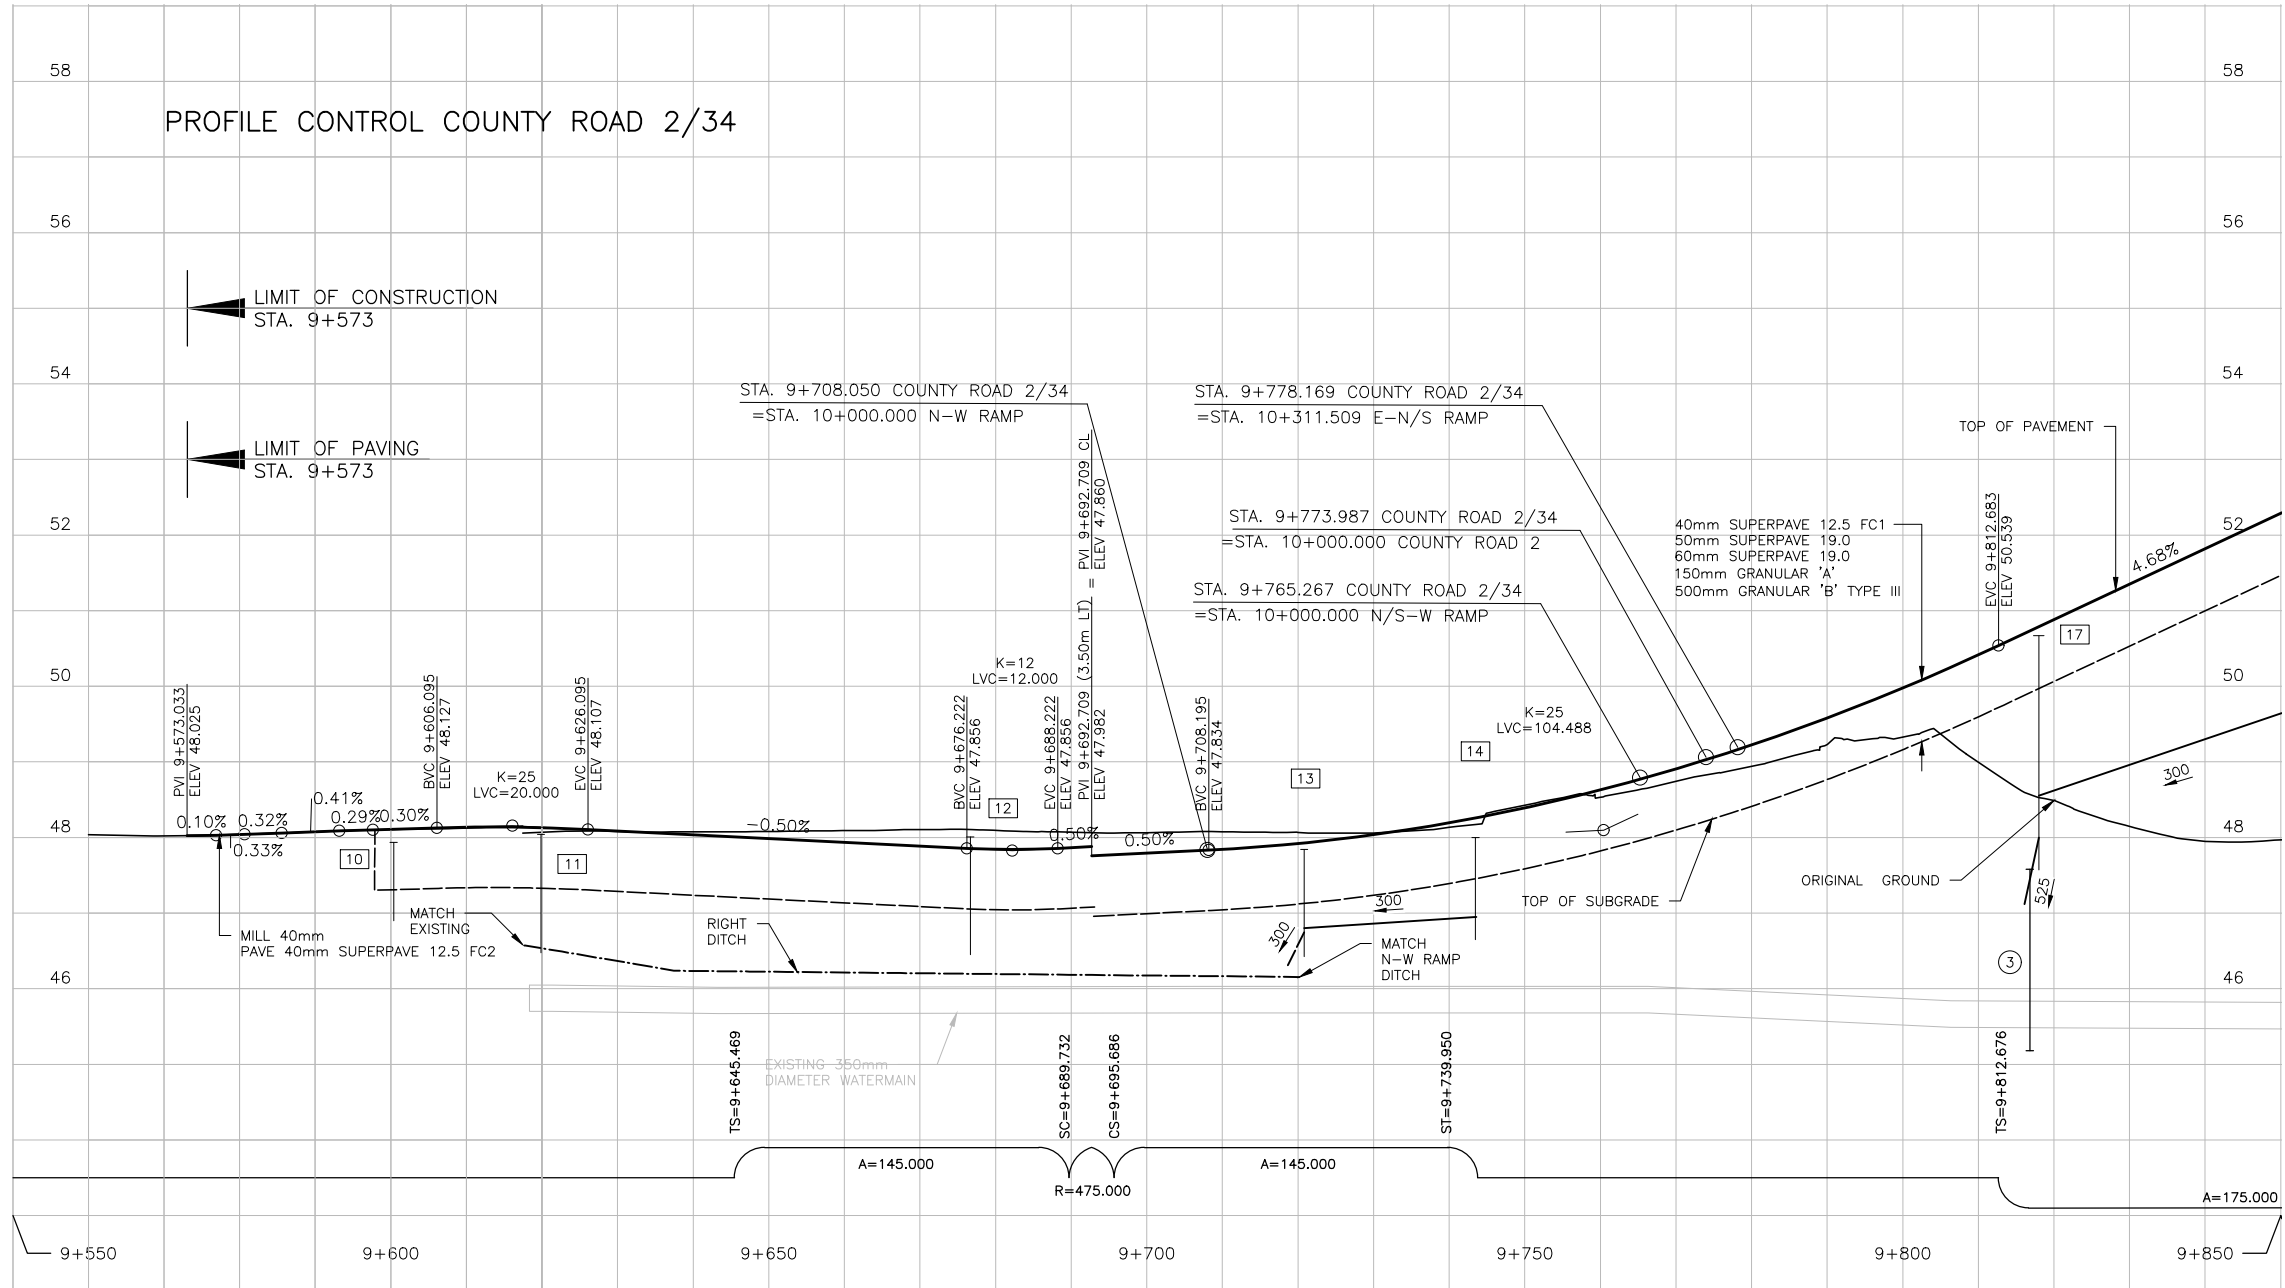 58
58
PROFILE CONTROL COUNTY ROAD 2/34
56
56
LIMIT OF CONSTRUCTION
STA. 9+573
54
54
STA. 9+708.050 COUNTY ROAD 2/34
=STA. 10+000.000 N-W RAMP
STA. 9+778.169 COUNTY ROAD 2/34
=STA. 10+311.509 E-N/S RAMP
TOP OF PAVEMENT
LIMIT OF PAVING
STA. 9+573
52
52
STA. 9+773.987 COUNTY ROAD 2/34
=STA. 10+000.000 COUNTY ROAD 2
40mm SUPERPAVE 12.5 FC1
50mm SUPERPAVE 19.0
60mm SUPERPAVE 19.0
150mm GRANULAR 'A'
500mm GRANULAR 'B' TYPE III
4.68%
STA. 9+765.267 COUNTY ROAD 2/34
=STA. 10+000.000 N/S-W RAMP
EVC 9+812.683
ELEV 50.539
17
50
50
PVI 9+573.033
ELEV 48.025
BVC 9+606.095
ELEV 48.127
K=25
LVC=20.000
EVC 9+626.095
ELEV 48.107
K=12
LVC=12.000
BVC 9+676.222
ELEV 47.856
12
EVC 9+688.222
ELEV 47.856
PVI 9+692.709 (3.50m LT) = PVI 9+692.709 CL
ELEV 47.982
ELEV 47.860
BVC 9+708.195
ELEV 47.834
13
14
K=25
LVC=104.488
300
48
48
0.10%
0.32%
0.33%
0.41%
0.29%
0.30%
-0.50%
0.50%
0.50%
10
11
MILL 40mm
PAVE 40mm SUPERPAVE 12.5 FC2
MATCH
EXISTING
RIGHT
DITCH
300
300
MATCH
N-W RAMP
DITCH
TOP OF SUBGRADE
ORIGINAL GROUND
525
3
46
46
EXISTING 350mm
DIAMETER WATERMAIN
TS=9+645.469
SC=9+689.732
CS=9+695.686
ST=9+739.950
TS=9+812.676
A=145.000
R=475.000
A=145.000
A=175.000
9+550
9+600
9+650
9+700
9+750
9+800
9+850